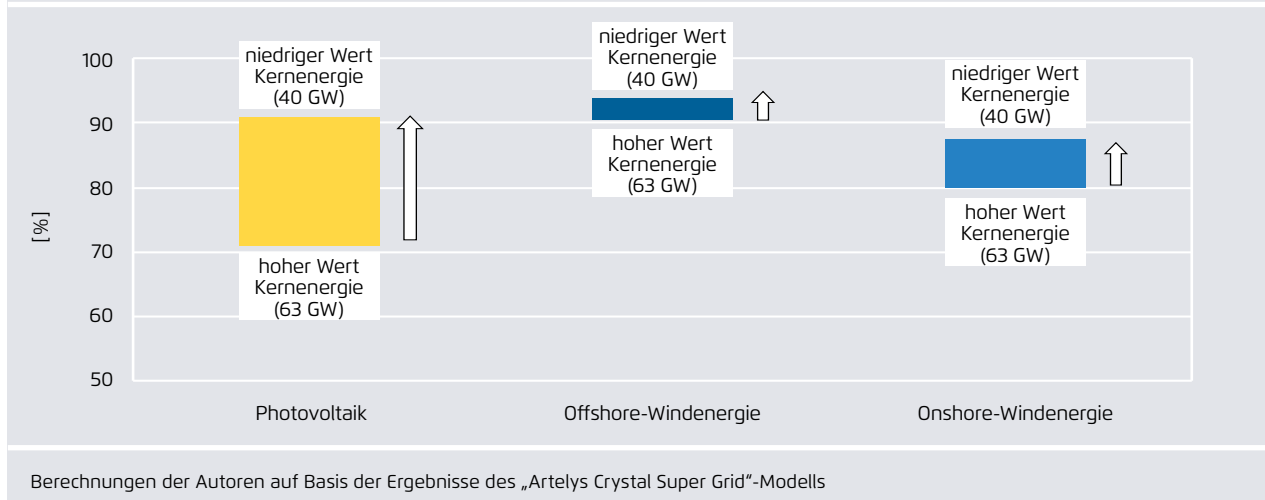 [%]
100
90
80
70
60
50
niedriger Wert
Kernenergie
(40 GW)
hoher Wert
Kernenergie
(63 GW)
niedriger Wert
Kernenergie
(40 GW)
hoher Wert
Kernenergie
(63 GW)
niedriger Wert
Kernenergie
(40 GW)
hoher Wert
Kernenergie
(63 GW)
Photovoltaik
Offshore-Windenergie
Onshore-Windenergie
Berechnungen der Autoren auf Basis der Ergebnisse des „Artelys Crystal Super Grid“-Modells